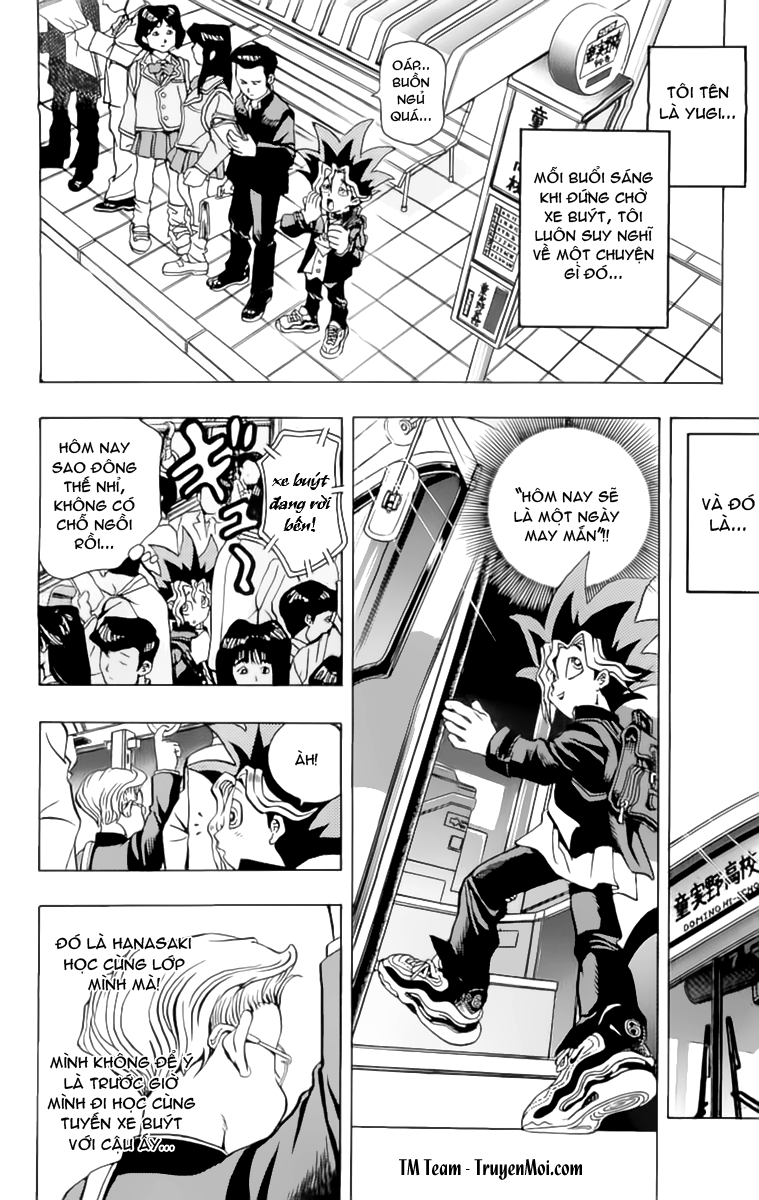 TÔI TÊN
LÀ YUGI...
MỖI BUỔI SÁNG
KHI ĐỨNG CHỜ
XE BUÝT, TÔI
LUÔN SUY NGHĨ
VỀ MỘT CHUYỆN
GÌ ĐÓ...
OÁP...
BUỒN
NGỦ
QUÁ...
VÀ ĐÓ
LÀ...
童実野高校
"HÔM NAY SẼ
LÀ MỘT NGÀY
MAY MẮN"!!
xe buýt
đang rời
bến!
ギュー
HÔM NAY
SAO ĐÔNG
THẾ NHỈ,
KHÔNG CÓ
CHỖ NGỒI
RỒI...
ÀH!
ĐÓ LÀ HANASAKI
HỌC CÙNG LỚP
MÌNH MÀ!
MÌNH KHÔNG ĐỂ Ý
LÀ TRƯỚC GIỜ
MÌNH ĐI HỌC CÙNG
TUYẾN XE BUÝT
VỚI CẬU ẤY...
TM Team - TruyenMoi.com